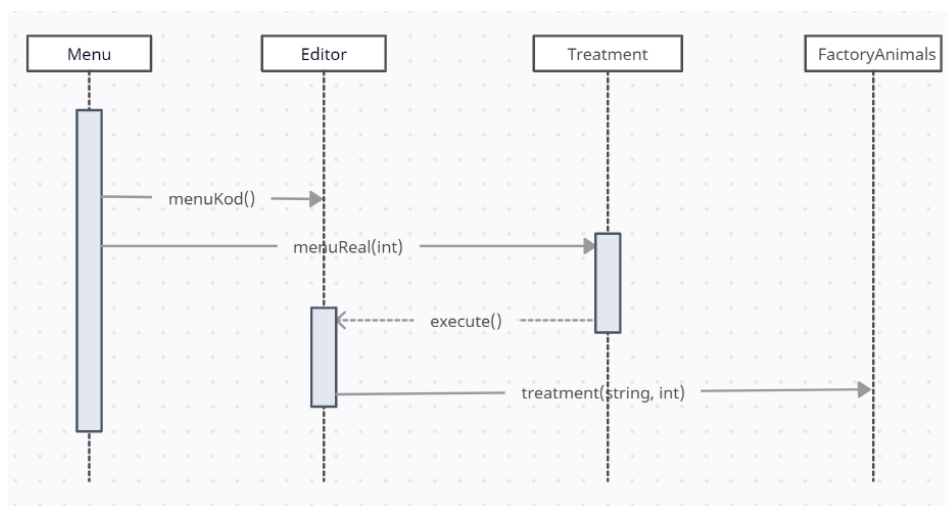 Menu
Editor
Treatment
FactoryAnimals
menuKod()
menuReal(int)
execute()
treatment(string, int)